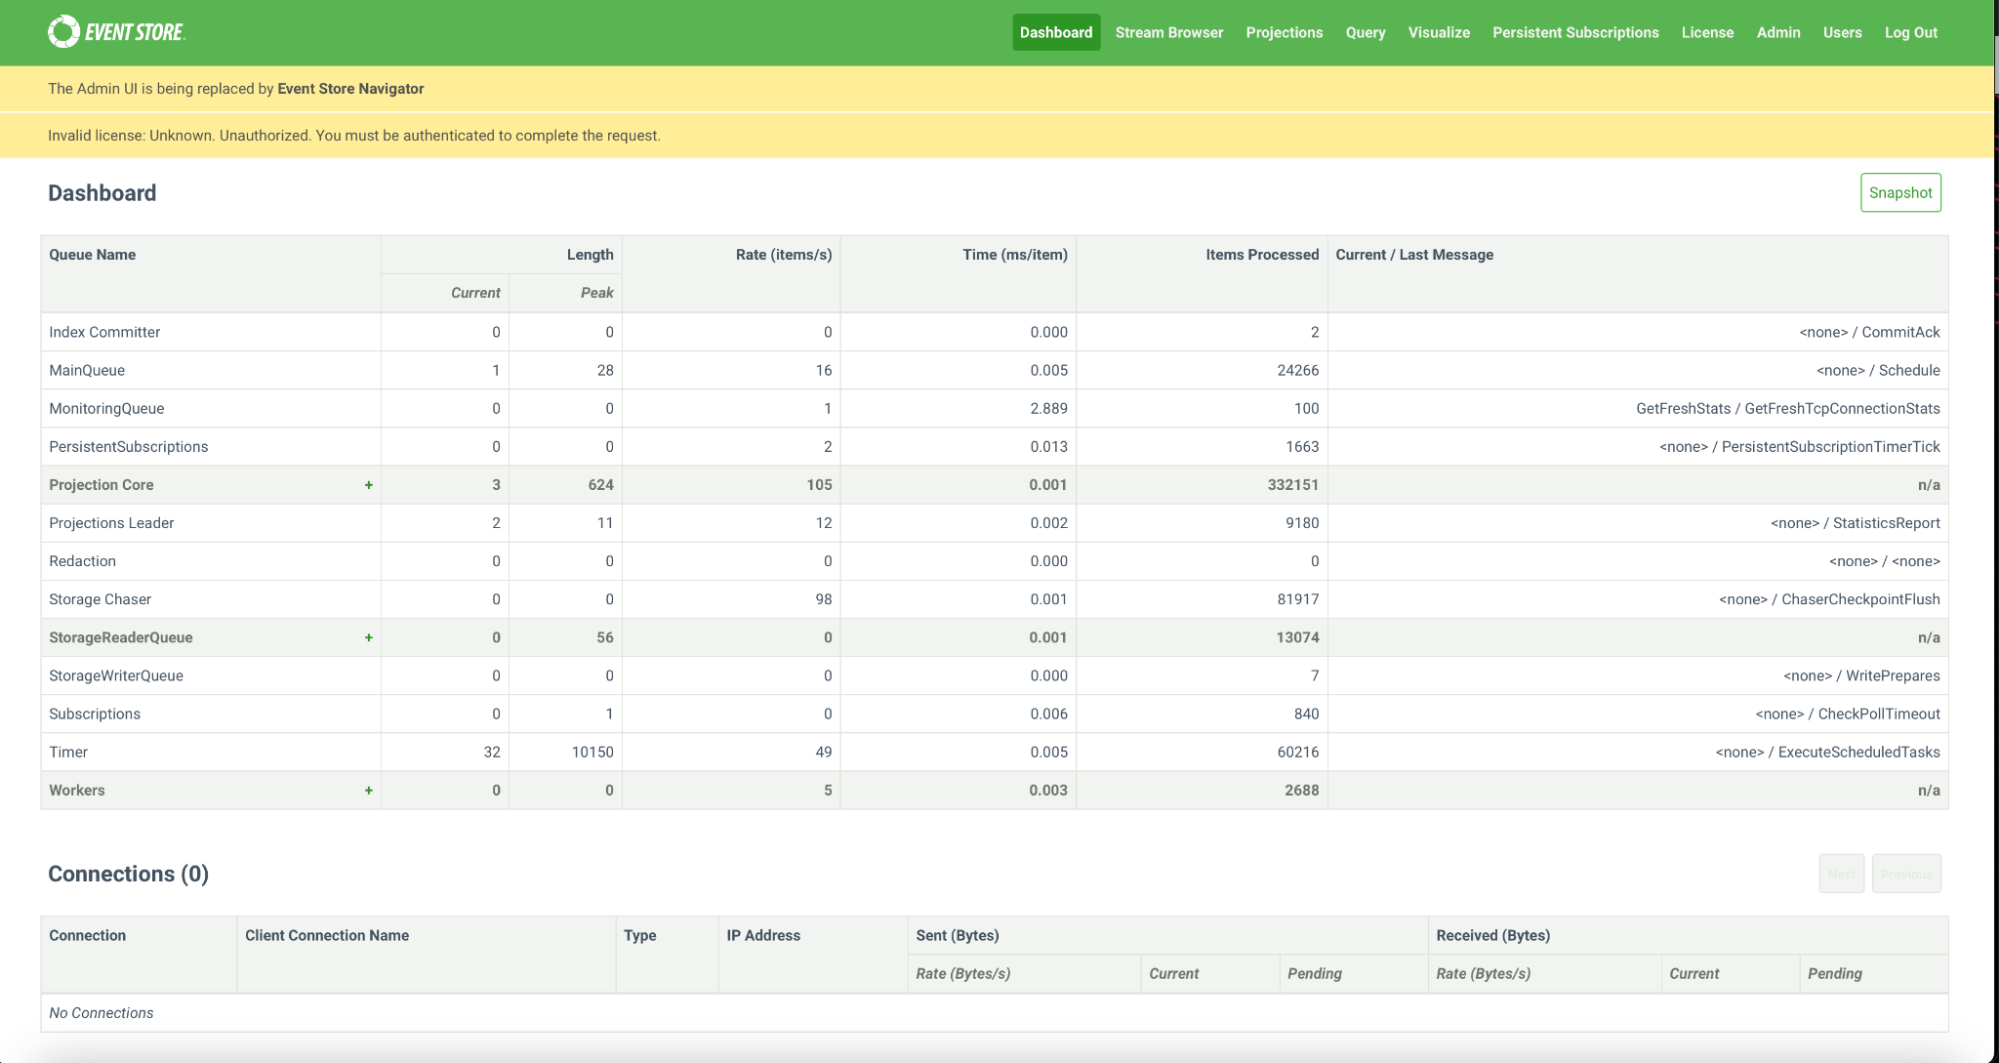 EVENT STORE
Dashboard Stream Browser Projections Query Visualize Persistent Subscriptions License Admin Users Log Out
The Admin UI is being replaced by Event Store Navigator
Invalid license: Unknown. Unauthorized. You must be authenticated to complete the request.
Dashboard Snapshot
Queue Name Length Rate (items/s) Time (ms/item) Items Processed Current / Last Message
Current Peak
Index Committer 0 0 0 0.000 2 <none> / CommitAck
MainQueue 1 28 16 0.005 24266 <none> / Schedule
MonitoringQueue 0 0 1 2.889 100 GetFreshStats / GetFreshTcpConnectionStats
PersistentSubscriptions 0 0 2 0.013 1663 <none> / PersistentSubscriptionTimerTick
Projection Core + 3 624 105 0.001 332151 n/a
Projections Leader 2 11 12 0.002 9180 <none> / StatisticsReport
Redaction 0 0 0 0.000 0 <none> / <none>
Storage Chaser 0 0 98 0.001 81917 <none> / ChaserCheckpointFlush
StorageReaderQueue + 0 56 0 0.001 13074 n/a
StorageWriterQueue 0 0 0 0.000 7 <none> / WritePrepares
Subscriptions 0 1 0 0.006 840 <none> / CheckPollTimeout
Timer 32 10150 49 0.005 60216 <none> / ExecuteScheduledTasks
Workers + 0 0 5 0.003 2688 n/a
Connections (0) Next Previous
Connection Client Connection Name Type IP Address Sent (Bytes) Received (Bytes)
Rate (Bytes/s) Current Pending Rate (Bytes/s) Current Pending
No Connections